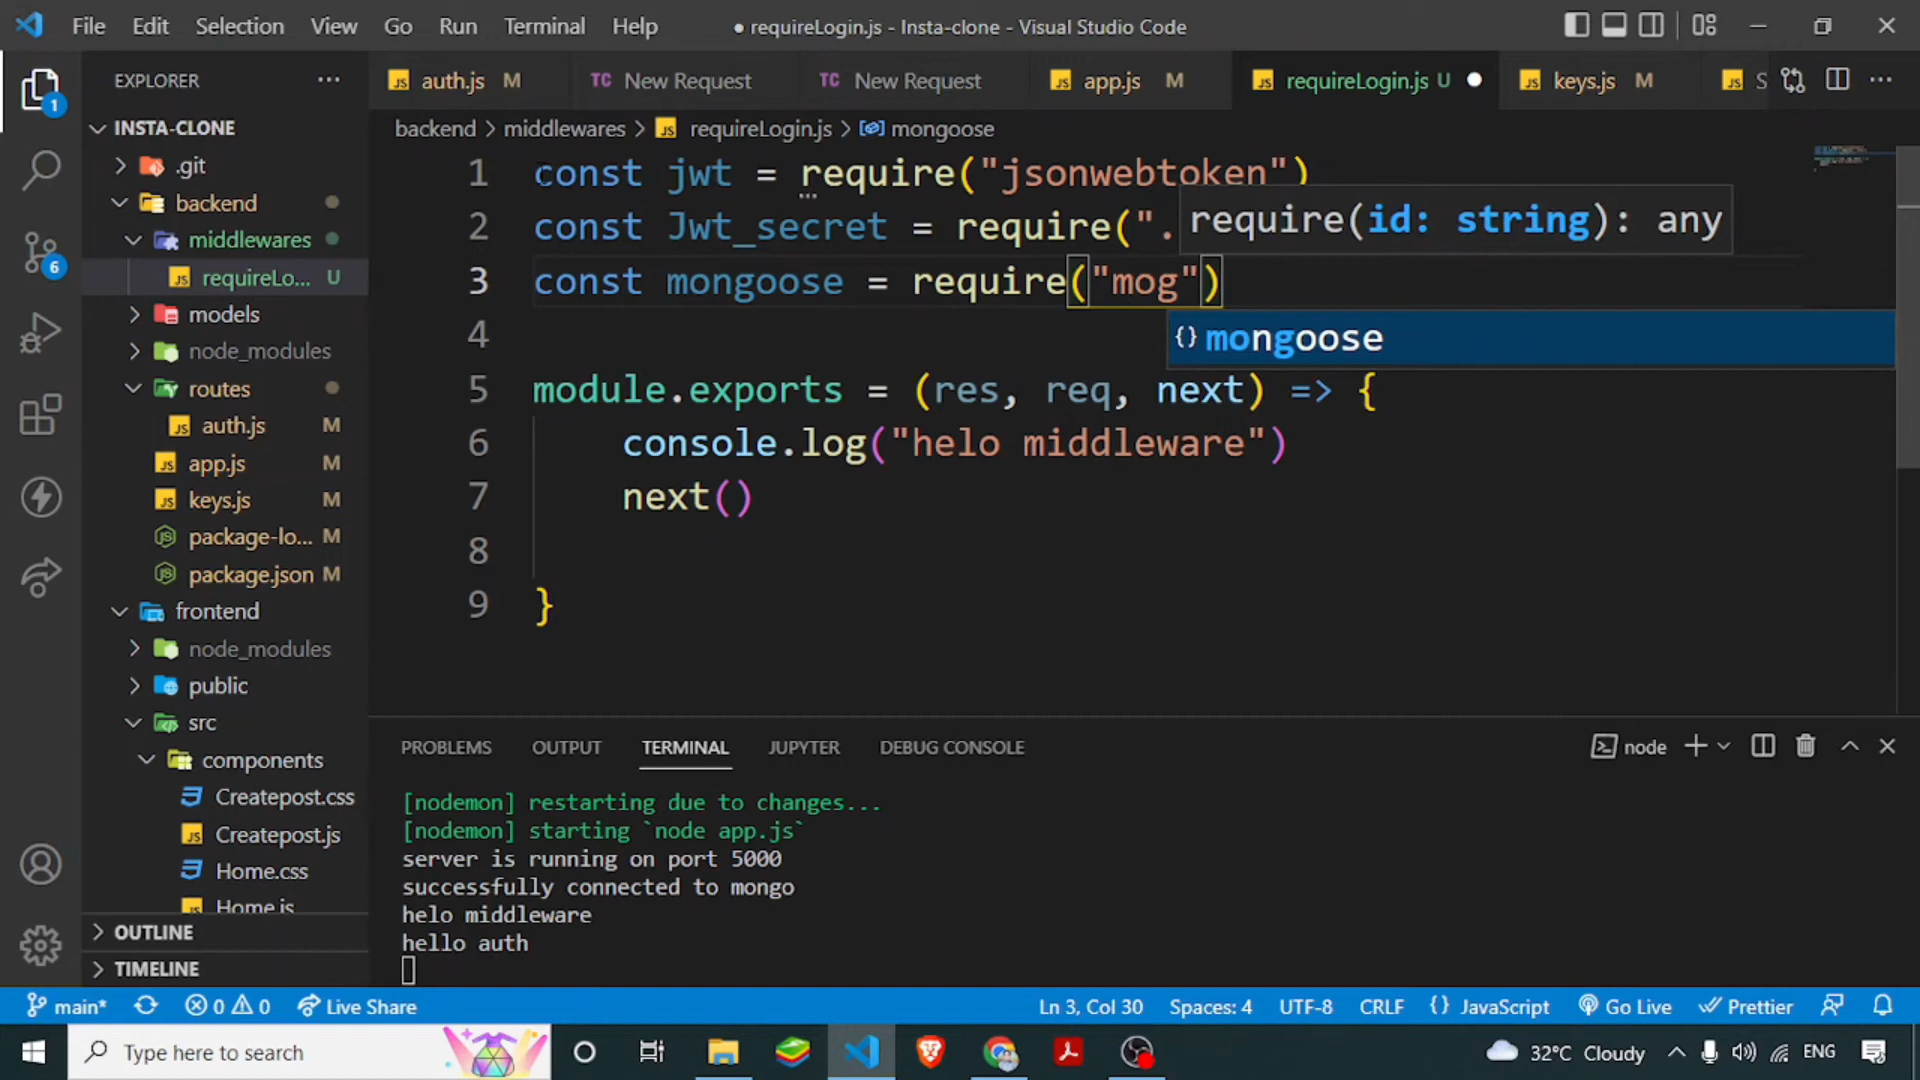 File Edit Selection View Go Run Terminal Help
● requireLogin.js - Insta-clone - Visual Studio Code
EXPLORER
auth.js M
TC New Request
TC New Request
app.js M
requireLogin.js U
keys.js M
S
backend > middlewares > requireLogin.js > mongoose
INSTA-CLONE
.git
backend
middlewares
requireLo... U
models
node_modules
routes
auth.js M
app.js M
keys.js M
package-lo... M
package.json M
frontend
node_modules
public
src
components
Createpost.css
Createpost.js
Home.css
Home.js
OUTLINE
TIMELINE
1 const jwt = require("jsonwebtoken")
2 const Jwt_secret = require(".
require(id: string): any
3 const mongoose = require("mog")
4
mongoose
5 module.exports = (res, req, next) => {
6 console.log("helo middleware")
7 next()
8
9 }
PROBLEMS OUTPUT TERMINAL JUPYTER DEBUG CONSOLE
node
[nodemon] restarting due to changes...
[nodemon] starting `node app.js`
server is running on port 5000
successfully connected to mongo
helo middleware
hello auth
main* 0 0 Live Share
Ln 3, Col 30 Spaces: 4 UTF-8 CRLF {} JavaScript Go Live Prettier
Type here to search
32°C Cloudy ENG
1
6